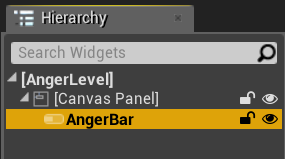 Hierarchy
Search Widgets
[AngerLevel]
[Canvas Panel]
AngerBar